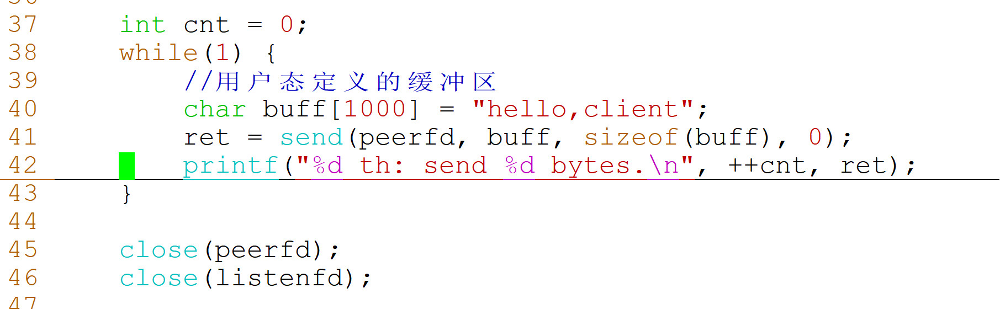 37 int cnt = 0;
38 while(1) {
39 //用户态定义的缓冲区
40 char buff[1000] = "hello,client";
41 ret = send(peerfd, buff, sizeof(buff), 0);
42 printf("%d th: send %d bytes.\n", ++cnt, ret);
43 }
44
45 close(peerfd);
46 close(listenfd);
47